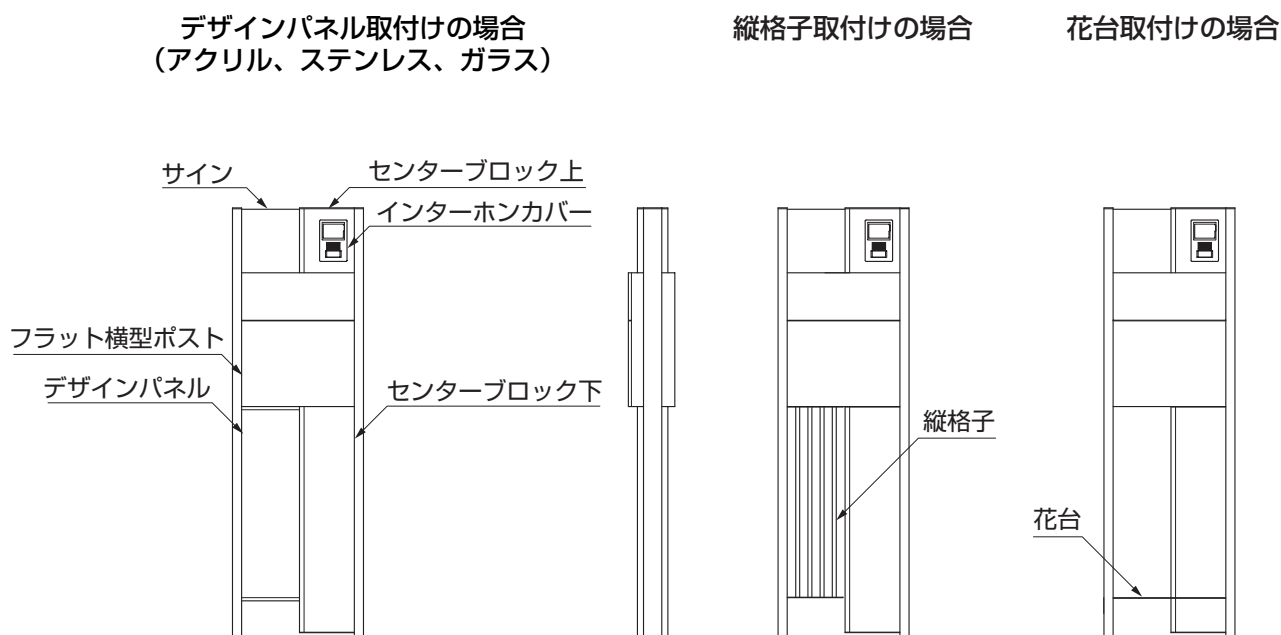 デザインパネル取付けの場合
（アクリル、ステンレス、ガラス）
縦格子取付けの場合
花台取付けの場合
サイン
センターブロック上
インターホンカバー
フラット横型ポスト
デザインパネル
センターブロック下
縦格子
花台